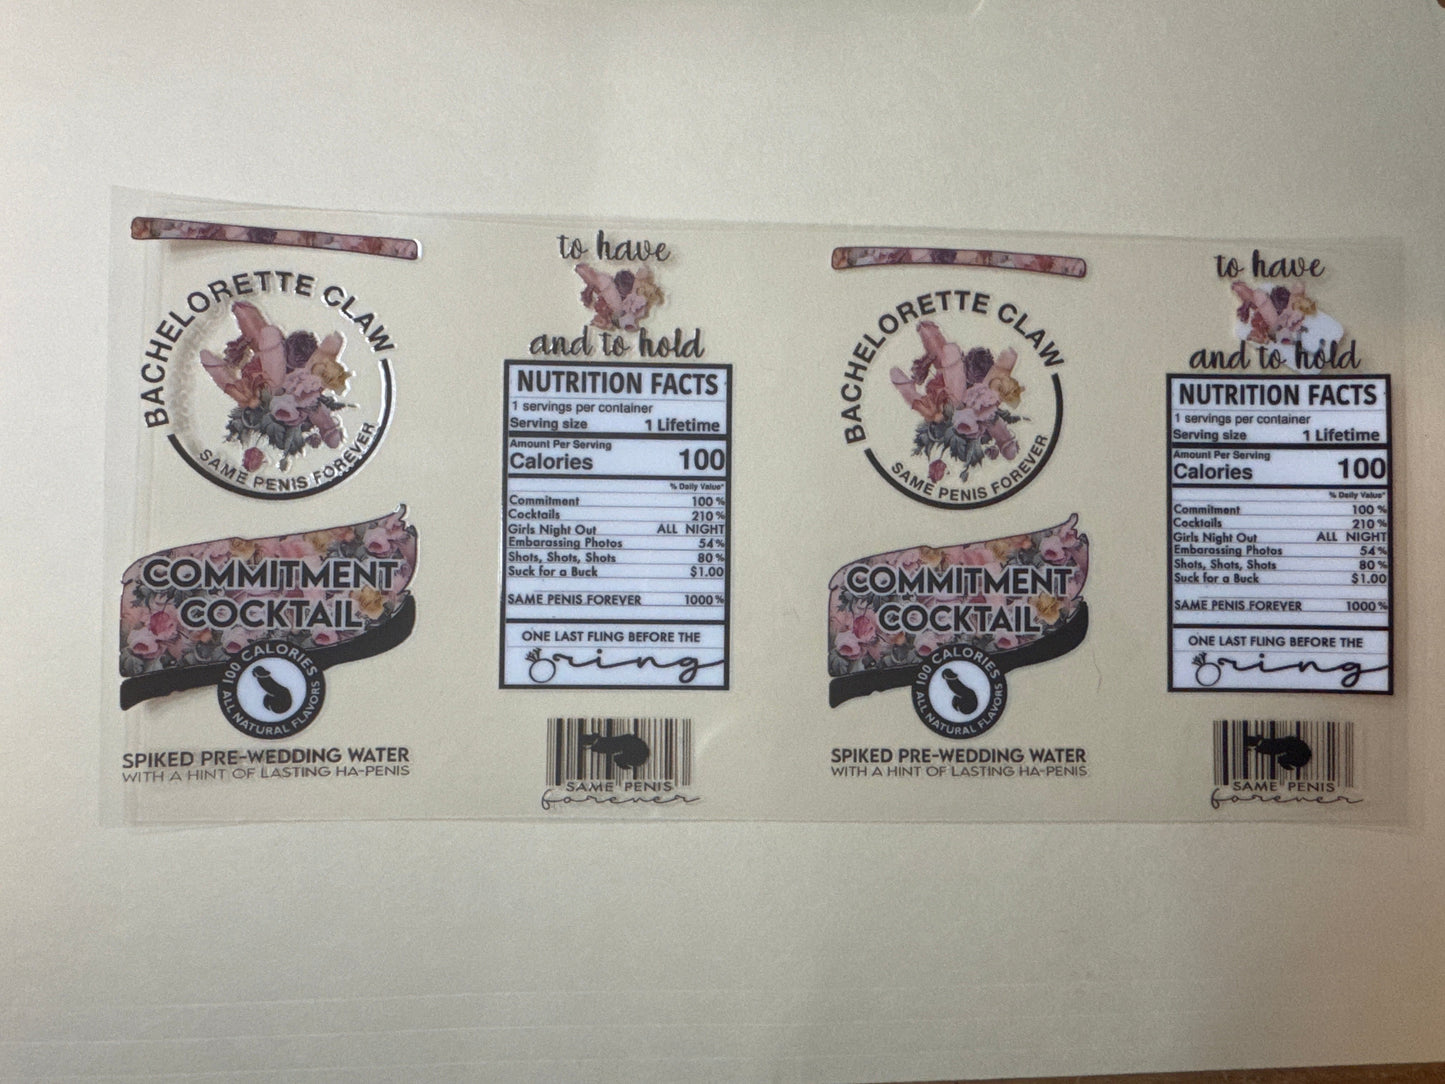 BACHELORETTE CLAW
SAME PENIS FOREVER
COMMITMENT
COCKTAIL
100 CALORIES
ALL NATURAL FLAVORS
SPIKED PRE-WEDDING WATER
WITH A HINT OF LASTING HA-PENIS
to have
and to hold
NUTRITION FACTS
1 servings per container
Serving size 1 Lifetime
Amount Per Serving
Calories 100
% Daily Value*
Commitment 100 %
Cocktails 210 %
Girls Night Out ALL NIGHT
Embarassing Photos 54 %
Shots, Shots, Shots 80 %
Suck for a Buck $1.00
SAME PENIS FOREVER 1000 %
ONE LAST FLING BEFORE THE
ring
SAME PENIS
forever
BACHELORETTE CLAW
SAME PENIS FOREVER
COMMITMENT
COCKTAIL
100 CALORIES
ALL NATURAL FLAVORS
SPIKED PRE-WEDDING WATER
WITH A HINT OF LASTING HA-PENIS
to have
and to hold
NUTRITION FACTS
1 servings per container
Serving size 1 Lifetime
Amount Per Serving
Calories 100
% Daily Value*
Commitment 100 %
Cocktails 210 %
Girls Night Out ALL NIGHT
Embarassing Photos 54 %
Shots, Shots, Shots 80 %
Suck for a Buck $1.00
SAME PENIS FOREVER 1000 %
ONE LAST FLING BEFORE THE
ring
SAME PENIS
forever